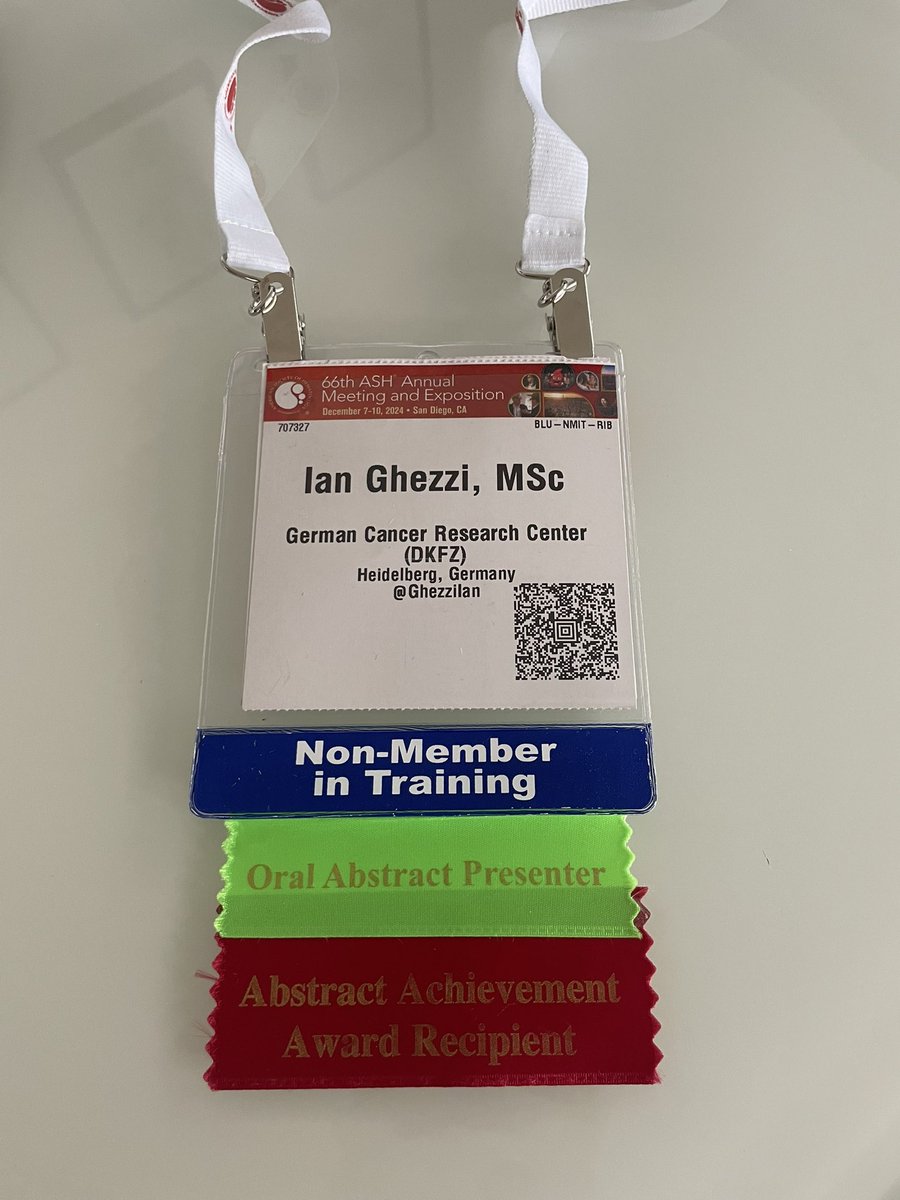 66th ASH® Annual
Meeting and Exposition
December 7-10, 2024 • San Diego, CA
707327
BLU-NMIT-RIB
Ian Ghezzi, MSc
German Cancer Research Center
(DKFZ)
Heidelberg, Germany
@GhezziIan
Non-Member
in Training
Oral Abstract Presenter
Abstract Achievement
Award Recipient